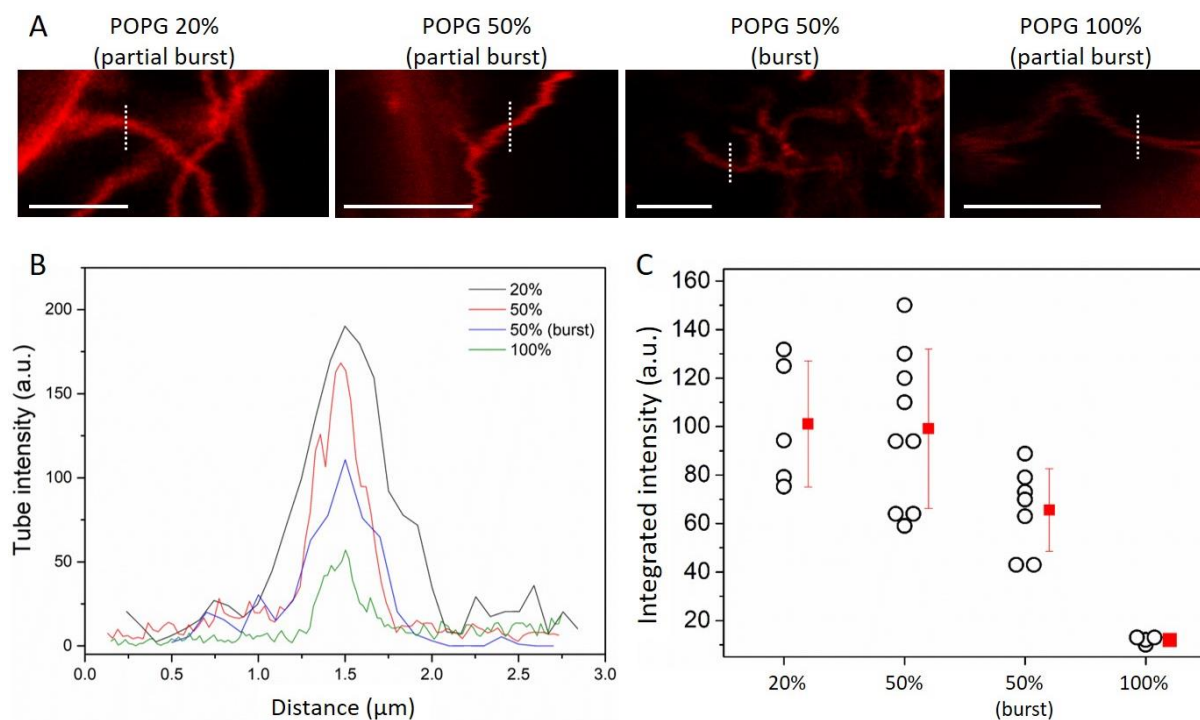 A
POPG 20%
(partial burst)
POPG 50%
(partial burst)
POPG 50%
(burst)
POPG 100%
(partial burst)
B
Tube intensity (a.u.)
200
150
100
50
0
20%
50%
50% (burst)
100%
0.0 0.5 1.0 1.5 2.0 2.5 3.0
Distance (μm)
C
Integrated intensity (a.u.)
160
140
120
100
80
60
40
20
20% 50% 50% 100%
(burst)